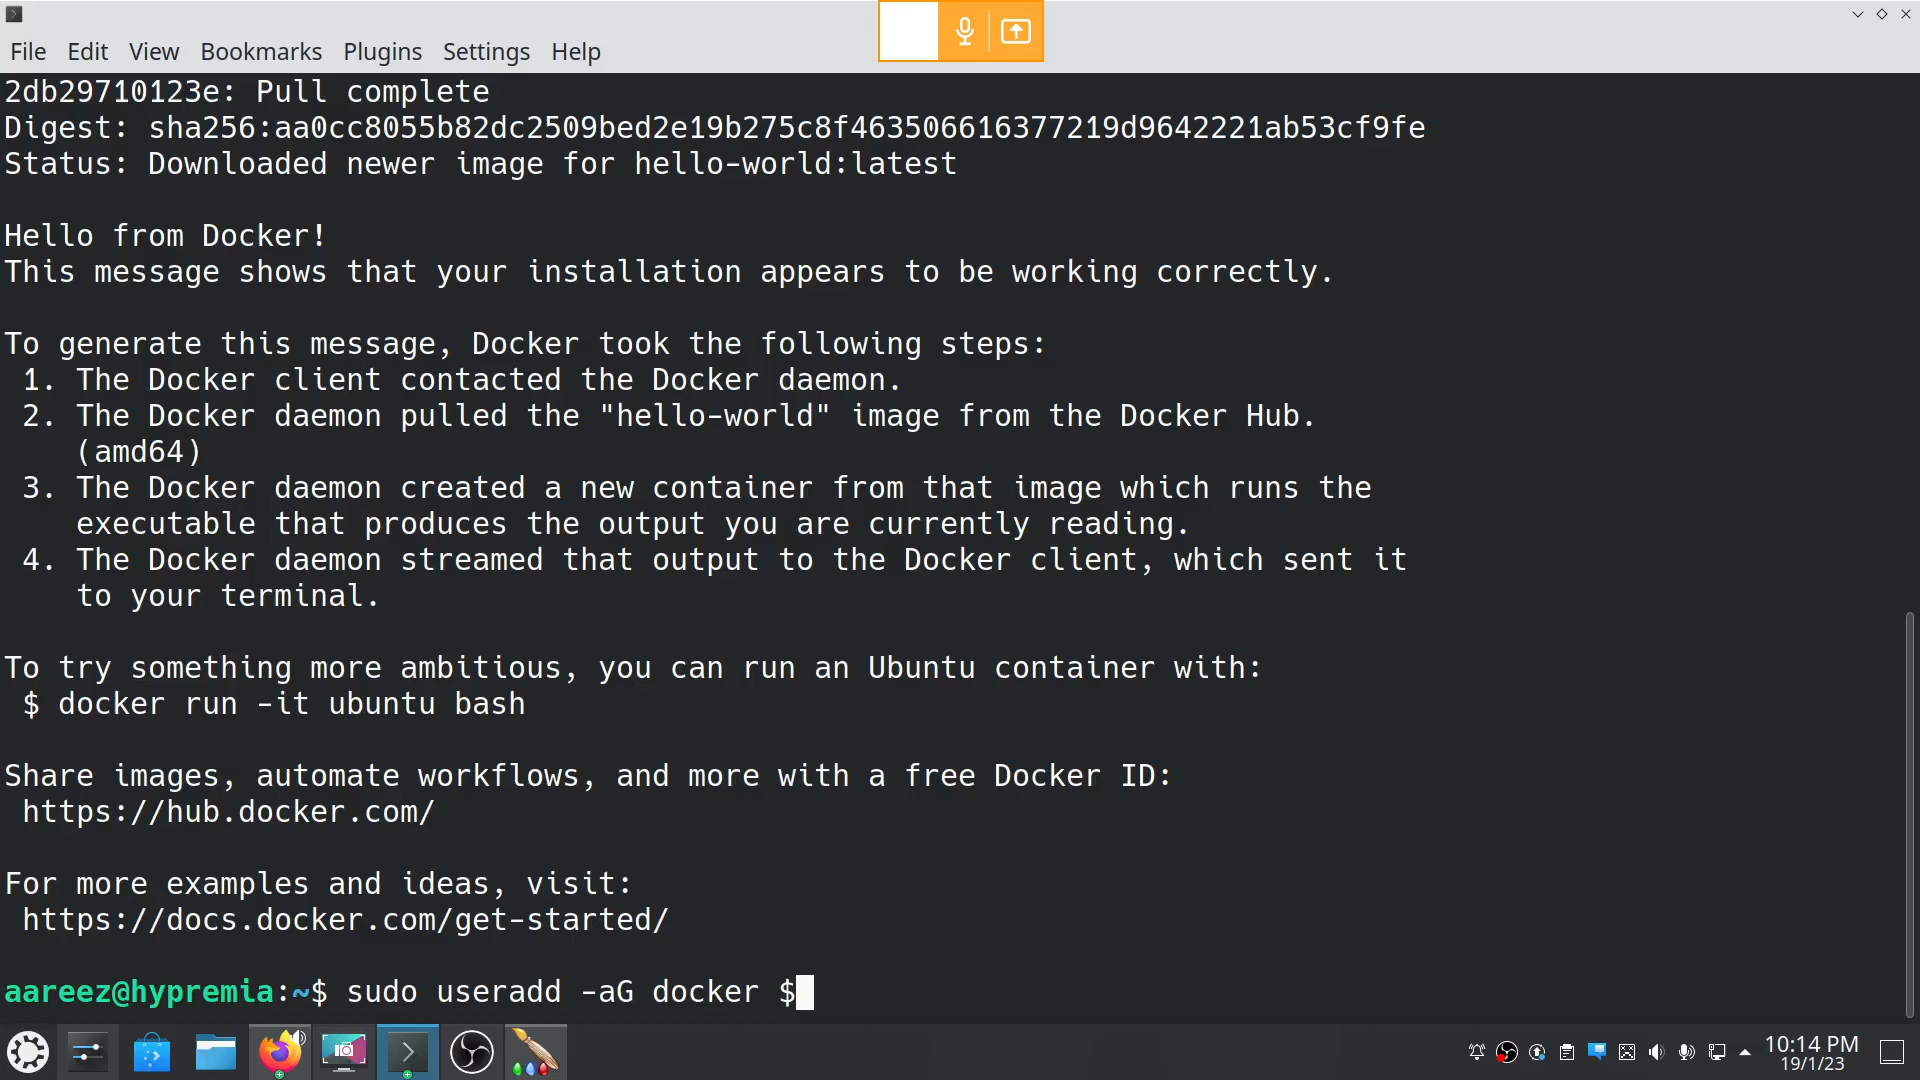 File Edit View Bookmarks Plugins Settings Help
2db29710123e: Pull complete
Digest: sha256:aa0cc8055b82dc2509bed2e19b275c8f463506616377219d9642221ab53cf9fe
Status: Downloaded newer image for hello-world:latest
Hello from Docker!
This message shows that your installation appears to be working correctly.
To generate this message, Docker took the following steps:
1. The Docker client contacted the Docker daemon.
2. The Docker daemon pulled the "hello-world" image from the Docker Hub.
(amd64)
3. The Docker daemon created a new container from that image which runs the
executable that produces the output you are currently reading.
4. The Docker daemon streamed that output to the Docker client, which sent it
to your terminal.
To try something more ambitious, you can run an Ubuntu container with:
$ docker run -it ubuntu bash
Share images, automate workflows, and more with a free Docker ID:
https://hub.docker.com/
For more examples and ideas, visit:
https://docs.docker.com/get-started/
aareez@hypremia:~$ sudo useradd -aG docker $
10:14 PM
19/1/23